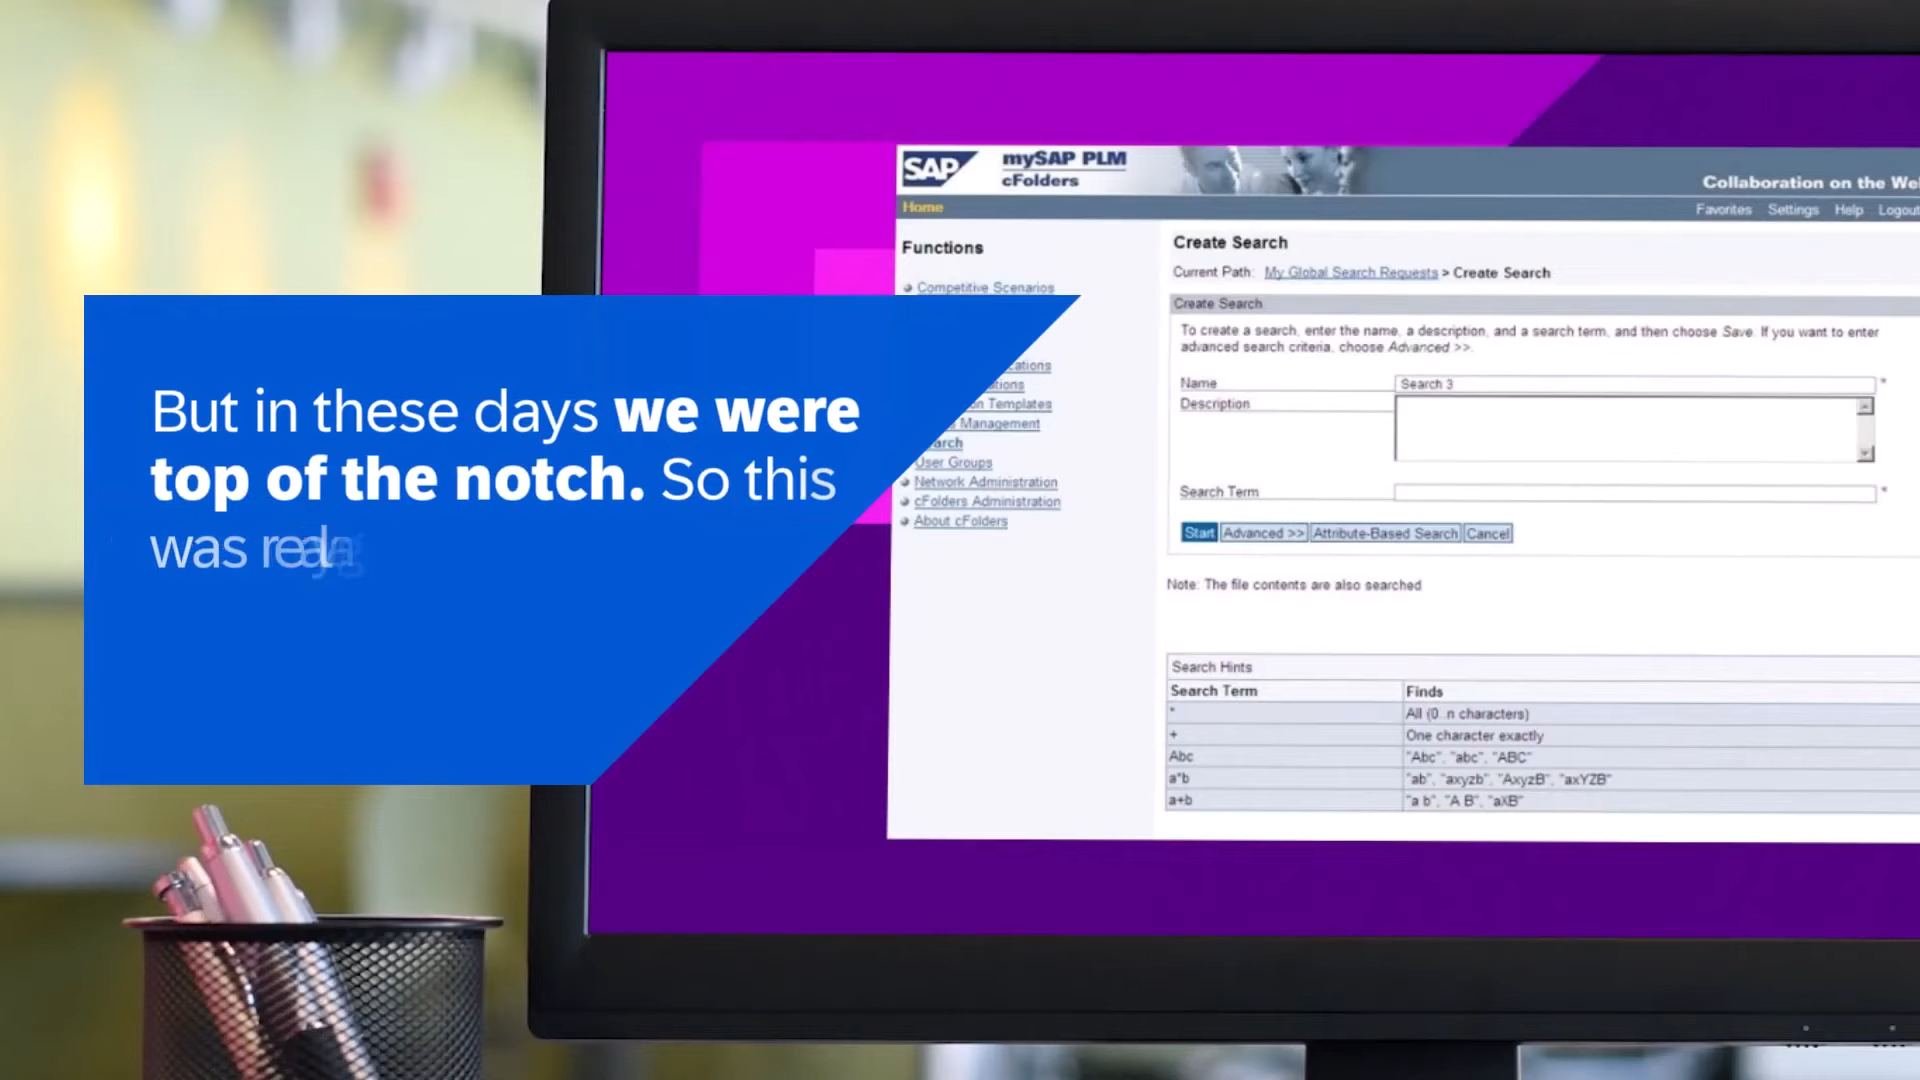 SAP
mySAP PLM
cFolders
Collaboration on the
Home
Favorites Settings Help Logout
Functions
Competitive Scenarios
Templates
Management
User Groups
Network Administration
cFolders Administration
About cFolders
Create Search
Current Path: My Global Search Requests > Create Search
Create Search
To create a search, enter the name, a description, and a search term, and then choose Save. If you want to enter
advanced search criteria, choose Advanced >>.
Name Search 3 *
Description
Search Term *
Start Advanced >> Attribute-Based Search Cancel
Note: The file contents are also searched
Search Hints
Search Term Finds
* All (0..n characters)
+ One character exactly
Abc "Abc", "abc", "ABC"
a*b "ab", "axyzb", "AxyzB", "axYZB"
a+b "a b", "A B", "aXB"
But in these days we were
top of the notch. So this
was